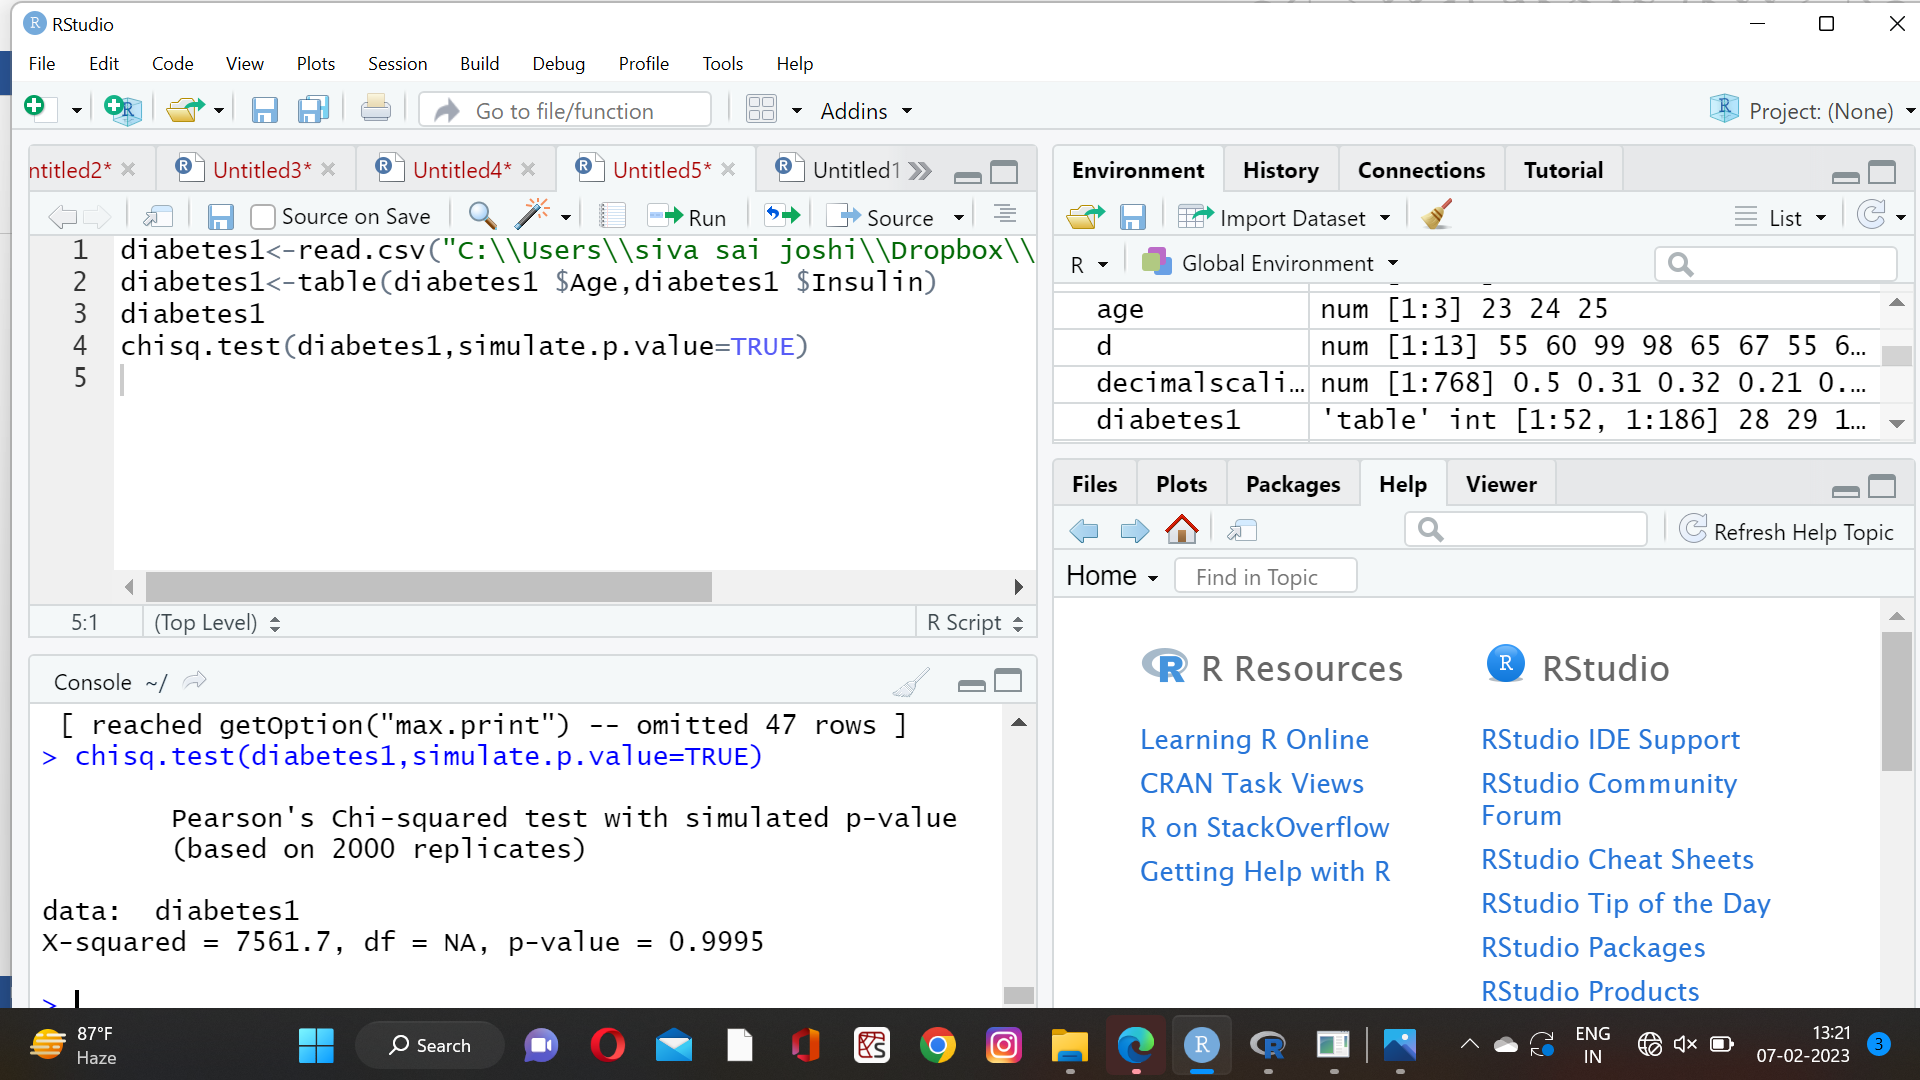 RStudio
File Edit Code View Plots Session Build Debug Profile Tools Help
Go to file/function Addins Project: (None)
ntitled2* Untitled3* Untitled4* Untitled5* Untitled1
Source on Save Run Source
1 diabetes1<-read.csv("C:\\Users\\siva sai joshi\\Dropbox\\
2 diabetes1<-table(diabetes1 $Age,diabetes1 $Insulin)
3 diabetes1
4 chisq.test(diabetes1,simulate.p.value=TRUE)
5
5:1 (Top Level) R Script
Console ~/
[ reached getOption("max.print") -- omitted 47 rows ]
> chisq.test(diabetes1,simulate.p.value=TRUE)
Pearson's Chi-squared test with simulated p-value
(based on 2000 replicates)
data:  diabetes1
X-squared = 7561.7, df = NA, p-value = 0.9995
>
Environment History Connections Tutorial
Import Dataset List
R Global Environment
age num [1:3] 23 24 25
d num [1:13] 55 60 99 98 65 67 55 6…
decimalscali… num [1:768] 0.5 0.31 0.32 0.21 0.…
diabetes1 'table' int [1:52, 1:186] 28 29 1…
Files Plots Packages Help Viewer
Refresh Help Topic
Home Find in Topic
R Resources
Learning R Online
CRAN Task Views
R on StackOverflow
Getting Help with R
R RStudio
RStudio IDE Support
RStudio Community
Forum
RStudio Cheat Sheets
RStudio Tip of the Day
RStudio Packages
RStudio Products
87°F
Haze
Search
ENG
IN
13:21
07-02-2023
3